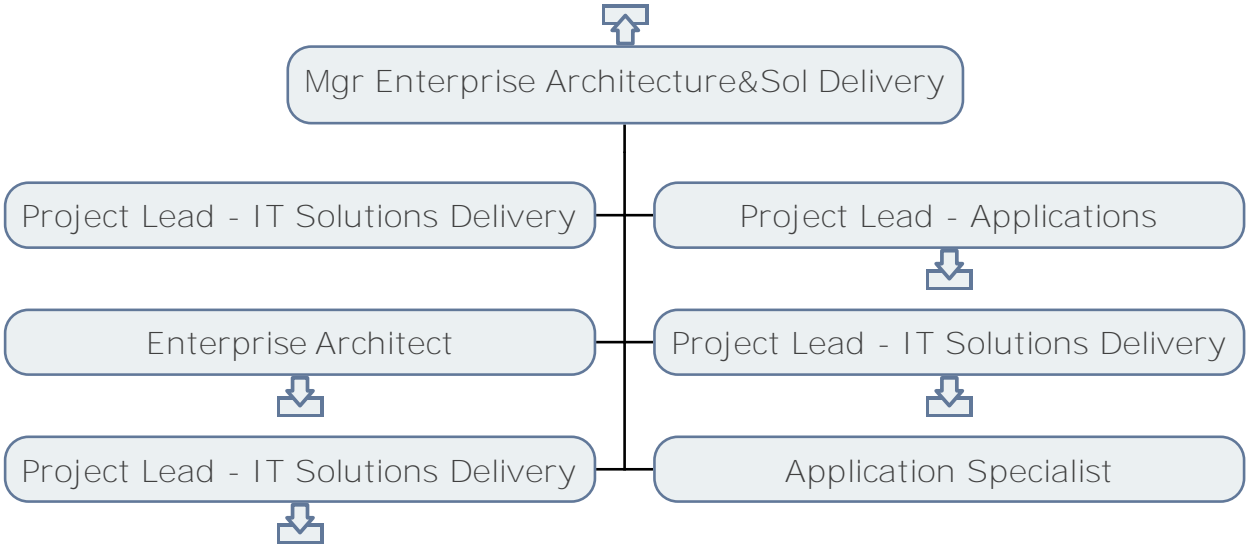 Mgr Enterprise Architecture&Sol Delivery
Project Lead - IT Solutions Delivery
Project Lead - Applications
Enterprise Architect
Project Lead - IT Solutions Delivery
Project Lead - IT Solutions Delivery
Application Specialist